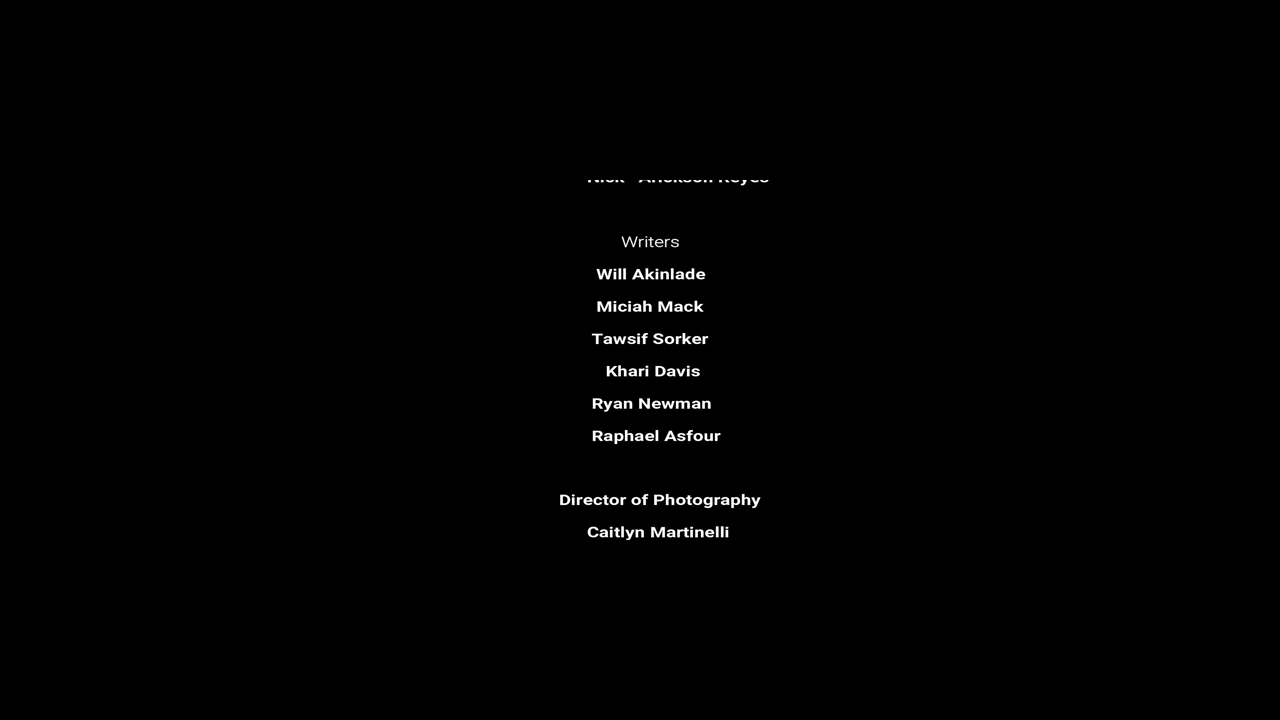 Writers
Will Akinlade
Miciah Mack
Tawsif Sorker
Khari Davis
Ryan Newman
Raphael Asfour
Director of Photography
Caitlyn Martinelli